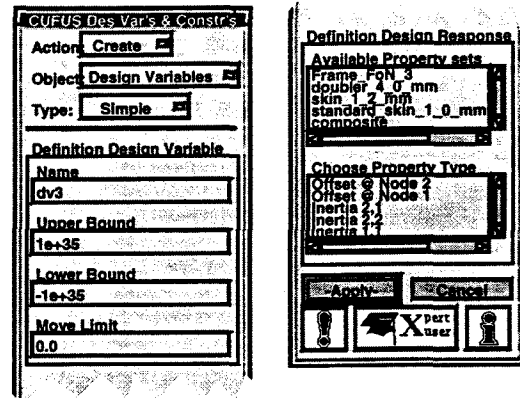 CUFUS Des Var's & Constr's
Action: Create
Object: Design Variables
Type: Simple
Definition Design Variable
Name
dv3
Upper Bound
1e+35
Lower Bound
-1e+35
Move Limit
0.0
Definition Design Response
Available Property sets
Frame_FoN_3
doubler_4_0_mm
skin_1_2_mm
standard_skin_1_0_mm
composite
Choose Property Type
Offset @ Node 2
Offset @ Node 1
Inertia 2,1
Inertia 2,2
Inertia 1,1
Apply
Cancel
Xpert
user